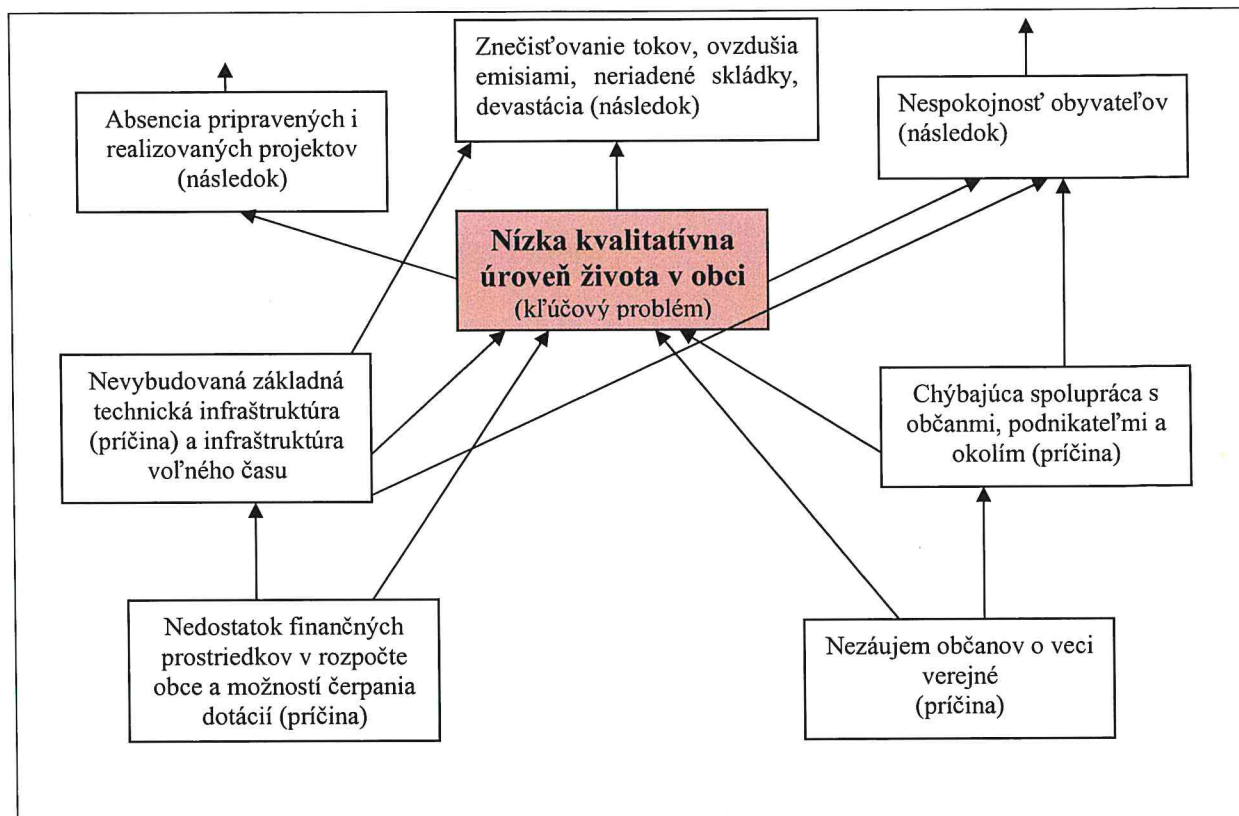 Znečisťovanie tokov, ovzdušia
emisiami, neriadené skládky,
devastácia (následok)
Absencia pripravených i
realizovaných projektov
(následok)
Nespokojnosť obyvateľov
(následok)
Nízka kvalitatívna
úroveň života v obci
(kľúčový problém)
Nevybudovaná základná
technická infraštruktúra
(príčina) a infraštruktúra
voľného času
Chýbajúca spolupráca s
občanmi, podnikateľmi a
okolím (príčina)
Nedostatok finančných
prostriedkov v rozpočte
obce a možností čerpania
dotácií (príčina)
Nezáujem občanov o veci
verejné
(príčina)